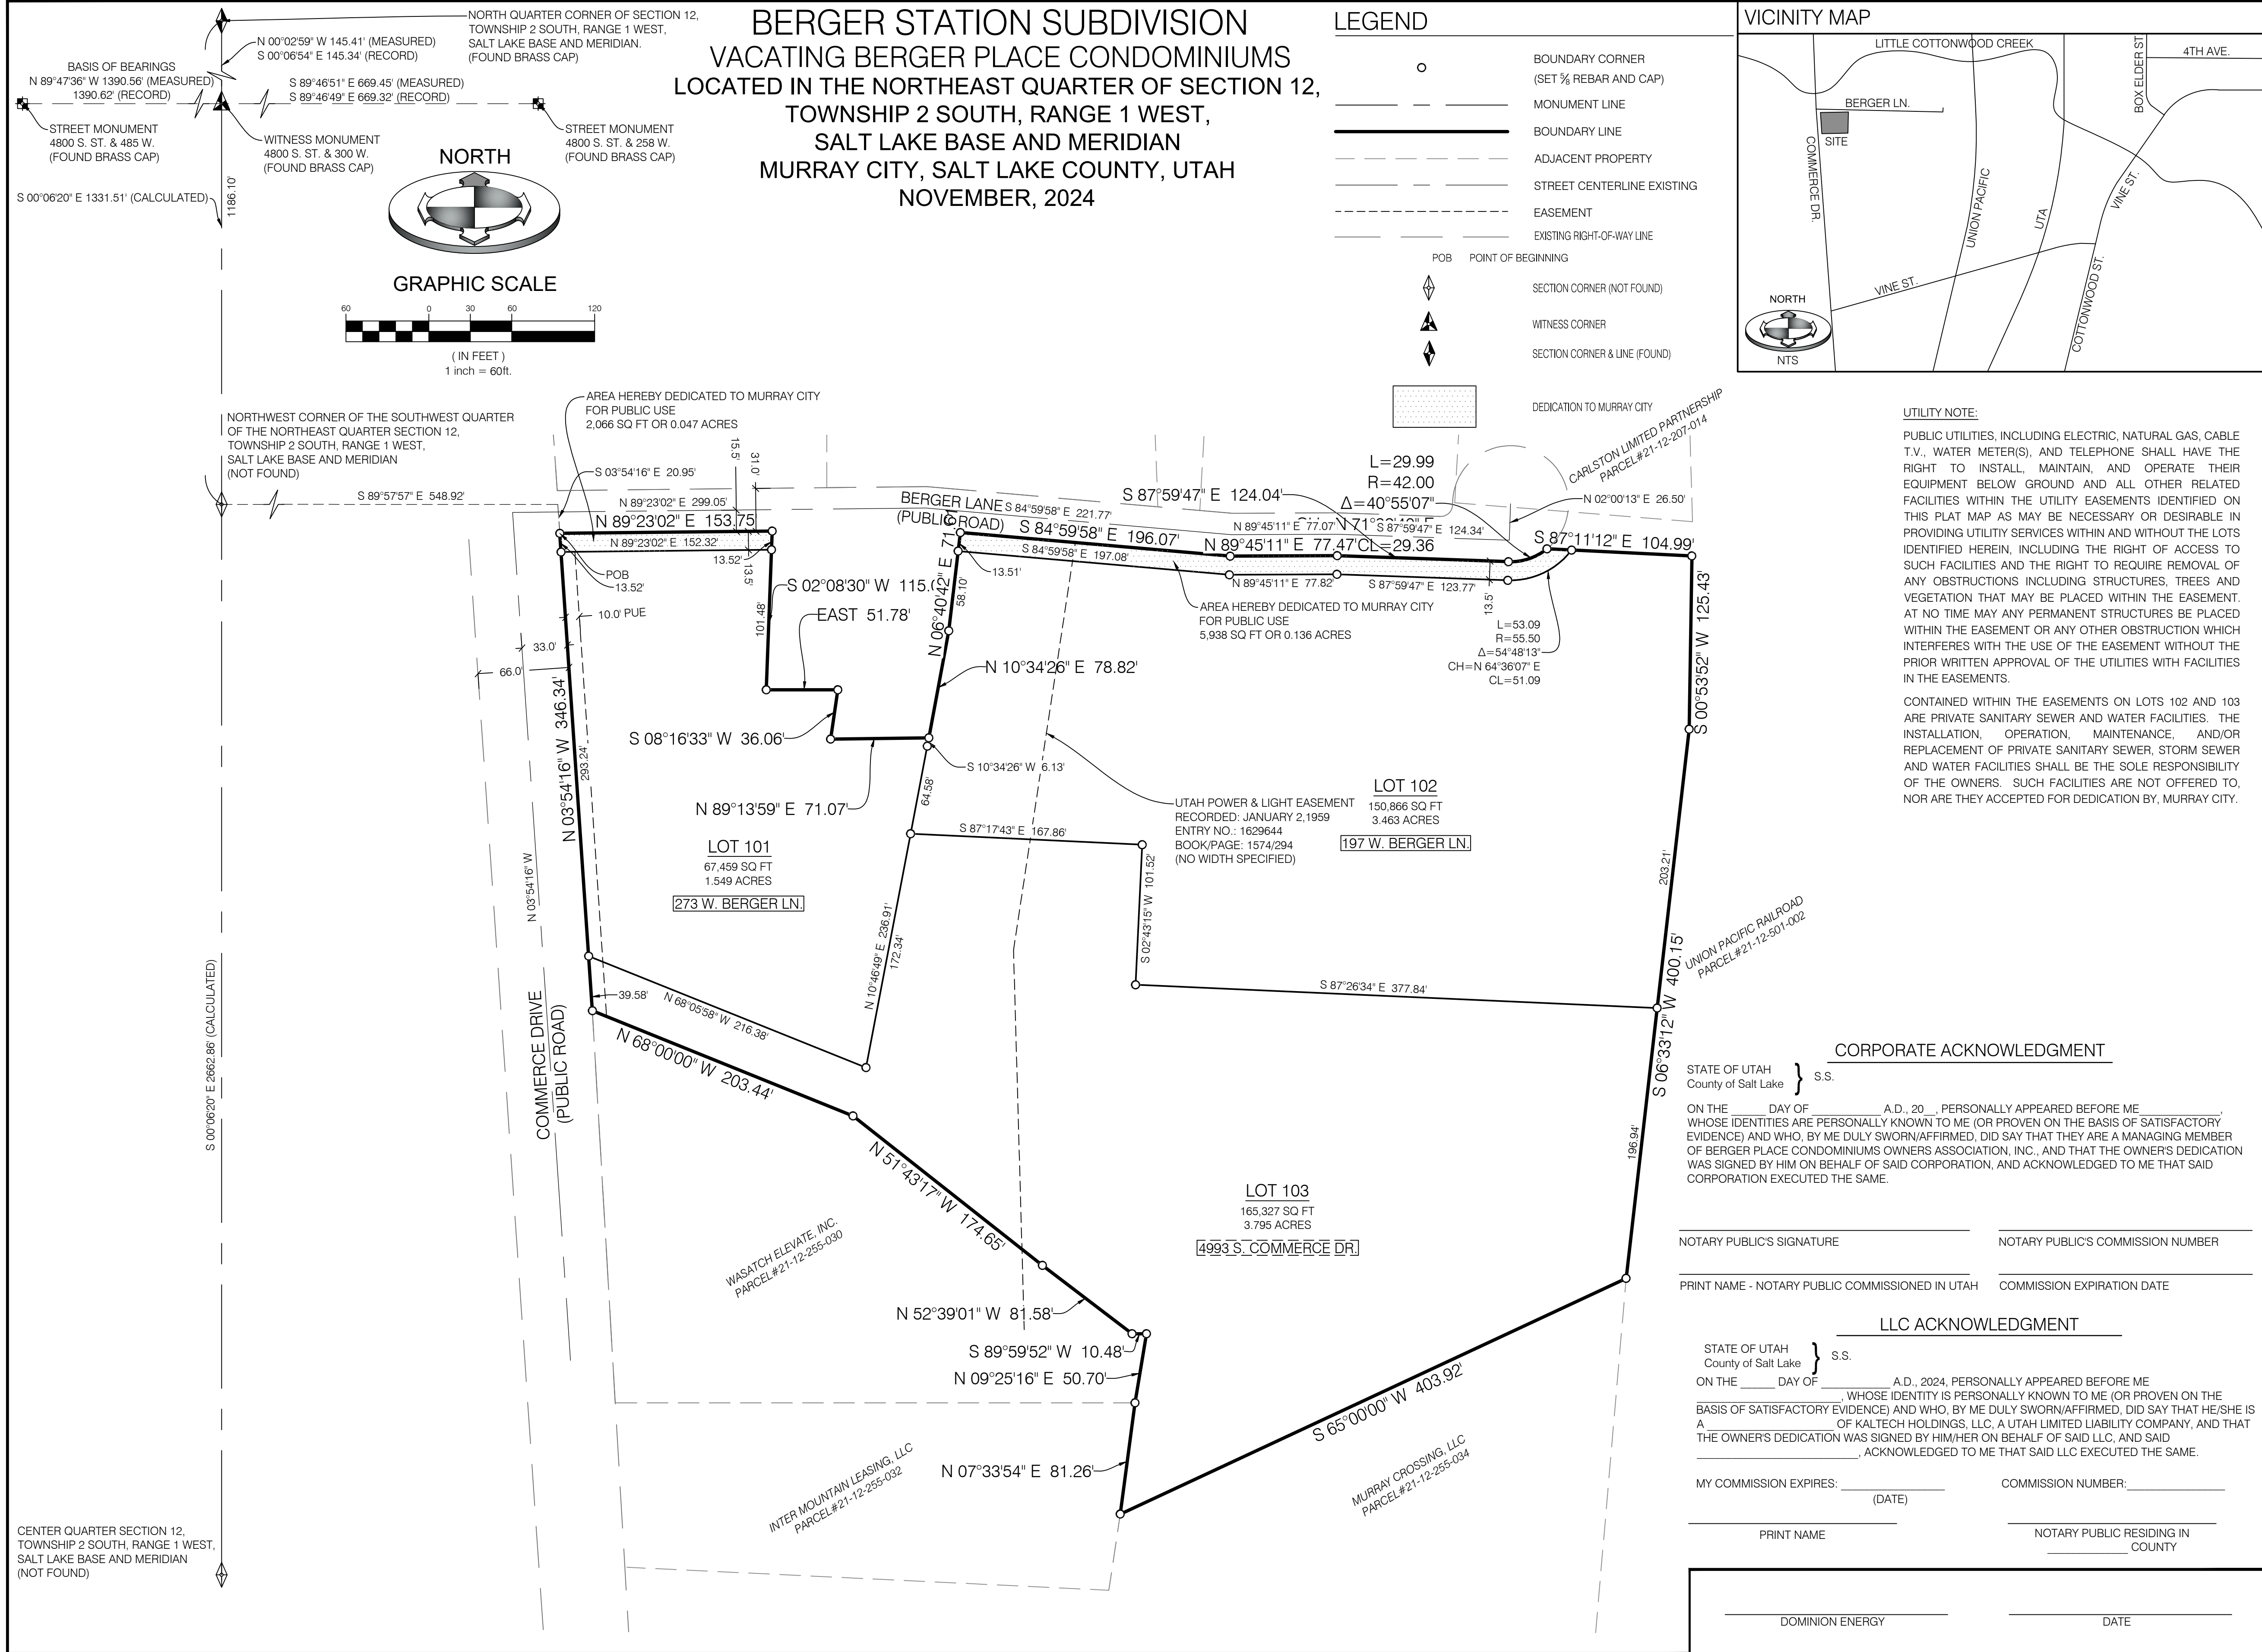 BERGER STATION SUBDIVISION
VACATING BERGER PLACE CONDOMINIUMS
LOCATED IN THE NORTHEAST QUARTER OF SECTION 12,
TOWNSHIP 2 SOUTH, RANGE 1 WEST,
SALT LAKE BASE AND MERIDIAN
MURRAY CITY, SALT LAKE COUNTY, UTAH
NOVEMBER, 2024
NORTH QUARTER CORNER OF SECTION 12,
TOWNSHIP 2 SOUTH, RANGE 1 WEST,
SALT LAKE BASE AND MERIDIAN.
(FOUND BRASS CAP)
N 00°02'59" W 145.41' (MEASURED)
S 00°06'54" E 145.34' (RECORD)
BASIS OF BEARINGS
N 89°47'36" W 1390.56' (MEASURED)
1390.62' (RECORD)
S 89°46'51" E 669.45' (MEASURED)
S 89°46'49" E 669.32' (RECORD)
STREET MONUMENT
4800 S. ST. & 485 W.
(FOUND BRASS CAP)
WITNESS MONUMENT
4800 S. ST. & 300 W.
(FOUND BRASS CAP)
STREET MONUMENT
4800 S. ST. & 258 W.
(FOUND BRASS CAP)
S 00°06'20" E 1331.51' (CALCULATED)
1186.10'
NORTH
GRAPHIC SCALE
60 0 30 60 120
( IN FEET )
1 inch = 60ft.
LEGEND
BOUNDARY CORNER
(SET ⅝ REBAR AND CAP)
MONUMENT LINE
BOUNDARY LINE
ADJACENT PROPERTY
STREET CENTERLINE EXISTING
EASEMENT
EXISTING RIGHT-OF-WAY LINE
POB POINT OF BEGINNING
SECTION CORNER (NOT FOUND)
WITNESS CORNER
SECTION CORNER & LINE (FOUND)
DEDICATION TO MURRAY CITY
VICINITY MAP
LITTLE COTTONWOOD CREEK
BOX ELDER ST
4TH AVE.
BERGER LN.
SITE
COMMERCE DR.
UNION PACIFIC
UTA
VINE ST.
VINE ST.
COTTONWOOD ST.
NORTH
NTS
NORTHWEST CORNER OF THE SOUTHWEST QUARTER
OF THE NORTHEAST QUARTER SECTION 12,
TOWNSHIP 2 SOUTH, RANGE 1 WEST,
SALT LAKE BASE AND MERIDIAN
(NOT FOUND)
S 89°57'57" E 548.92'
AREA HEREBY DEDICATED TO MURRAY CITY
FOR PUBLIC USE
2,066 SQ FT OR 0.047 ACRES
S 03°54'16" E 20.95'
15.5'
31.0'
N 89°23'02" E 299.05'
N 89°23'02" E 153.75
N 89°23'02" E 152.32'
13.52'
13.5'
POB
13.52'
10.0' PUE
33.0'
66.0'
BERGER LANE
(PUBLIC ROAD)
S 84°59'58" E 221.77'
S 84°59'58" E 196.07'
S 84°59'58" E 197.08'
S 87°59'47" E 124.04'
N 89°45'11" E 77.07'
N 89°45'11" E 77.47'
N 89°45'11" E 77.82'
L=29.99
R=42.00
Δ=40°55'07"
CL=29.36
S 87°59'47" E 124.34'
S 87°59'47" E 123.77'
CARLSTON LIMITED PARTNERSHIP
PARCEL#21-12-207-014
N 02°00'13" E 26.50'
S 87°11'12" E 104.99'
S 02°08'30" W 115.0
101.48'
EAST 51.78'
N 06°40'42" E 71
58.10'
13.51'
AREA HEREBY DEDICATED TO MURRAY CITY
FOR PUBLIC USE
5,938 SQ FT OR 0.136 ACRES
13.5'
L=53.09
R=55.50
Δ=54°48'13"
CH=N 64°36'07" E
CL=51.09
S 00°53'52" W 125.43'
N 10°34'26" E 78.82'
S 08°16'33" W 36.06'
S 10°34'26" W 6.13'
N 89°13'59" E 71.07'
64.58'
N 03°54'16" W 346.34'
293.24'
N 03°54'16" W
LOT 101
67,459 SQ FT
1.549 ACRES
273 W. BERGER LN.
S 87°17'43" E 167.86'
UTAH POWER & LIGHT EASEMENT
RECORDED: JANUARY 2,1959
ENTRY NO.: 1629644
BOOK/PAGE: 1574/294
(NO WIDTH SPECIFIED)
LOT 102
150,866 SQ FT
3.463 ACRES
197 W. BERGER LN.
S 02°43'15" W 101.52'
203.21'
N 10°46'49" E 236.91'
172.34'
S 87°26'34" E 377.84'
39.58'
N 68°05'58" W 216.38'
N 68°00'00" W 203.44'
S 06°33'12" W 400.15'
UNION PACIFIC RAILROAD
PARCEL#21-12-501-002
COMMERCE DRIVE
(PUBLIC ROAD)
S 00°06'20" E 2662.86' (CALCULATED)
196.94'
N 51°43'17" W 174.65'
LOT 103
165,327 SQ FT
3.795 ACRES
4993 S. COMMERCE DR.
WASATCH ELEVATE, INC.
PARCEL#21-12-255-030
N 52°39'01" W 81.58'
S 89°59'52" W 10.48'
N 09°25'16" E 50.70'
S 65°00'00" W 403.92'
INTER MOUNTAIN LEASING, LLC
PARCEL#21-12-255-032
N 07°33'54" E 81.26'
MURRAY CROSSING, LLC
PARCEL#21-12-255-034
CENTER QUARTER SECTION 12,
TOWNSHIP 2 SOUTH, RANGE 1 WEST,
SALT LAKE BASE AND MERIDIAN
(NOT FOUND)
UTILITY NOTE:
PUBLIC UTILITIES, INCLUDING ELECTRIC, NATURAL GAS, CABLE
T.V., WATER METER(S), AND TELEPHONE SHALL HAVE THE
RIGHT TO INSTALL, MAINTAIN, AND OPERATE THEIR
EQUIPMENT BELOW GROUND AND ALL OTHER RELATED
FACILITIES WITHIN THE UTILITY EASEMENTS IDENTIFIED ON
THIS PLAT MAP AS MAY BE NECESSARY OR DESIRABLE IN
PROVIDING UTILITIY SERVICES WITHIN AND WITHOUT THE LOTS
IDENTIFIED HEREIN, INCLUDING THE RIGHT OF ACCESS TO
SUCH FACILITIES AND THE RIGHT TO REQUIRE REMOVAL OF
ANY OBSTRUCTIONS INCLUDING STRUCTURES, TREES AND
VEGETATION THAT MAY BE PLACED WITHIN THE EASEMENT.
AT NO TIME MAY ANY PERMANENT STRUCTURES BE PLACED
WITHIN THE EASEMENT OR ANY OTHER OBSTRUCTION WHICH
INTERFERES WITH THE USE OF THE EASEMENT WITHOUT THE
PRIOR WRITTEN APPROVAL OF THE UTILITIES WITH FACILITIES
IN THE EASEMENTS.
CONTAINED WITHIN THE EASEMENTS ON LOTS 102 AND 103
ARE PRIVATE SANITARY SEWER AND WATER FACILITIES. THE
INSTALLATION, OPERATION, MAINTENANCE, AND/OR
REPLACEMENT OF PRIVATE SANITARY SEWER, STORM SEWER
AND WATER FACILITIES SHALL BE THE SOLE RESPONSIBILITY
OF THE OWNERS. SUCH FACILITIES ARE NOT OFFERED TO,
NOR ARE THEY ACCEPTED FOR DEDICATION BY, MURRAY CITY.
CORPORATE ACKNOWLEDGMENT
STATE OF UTAH
County of Salt Lake } S.S.
ON THE ______ DAY OF ____________ A.D., 20__, PERSONALLY APPEARED BEFORE ME______________,
WHOSE IDENTITIES ARE PERSONALLY KNOWN TO ME (OR PROVEN ON THE BASIS OF SATISFACTORY
EVIDENCE) AND WHO, BY ME DULY SWORN/AFFIRMED, DID SAY THAT THEY ARE A MANAGING MEMBER
OF BERGER PLACE CONDOMINIUMS OWNERS ASSOCIATION, INC., AND THAT THE OWNER'S DEDICATION
WAS SIGNED BY HIM ON BEHALF OF SAID CORPORATION, AND ACKNOWLEDGED TO ME THAT SAID
CORPORATION EXECUTED THE SAME.
NOTARY PUBLIC'S SIGNATURE
NOTARY PUBLIC'S COMMISSION NUMBER
PRINT NAME - NOTARY PUBLIC COMMISSIONED IN UTAH
COMMISSION EXPIRATION DATE
LLC ACKNOWLEDGMENT
STATE OF UTAH
County of Salt Lake } S.S.
ON THE ______ DAY OF ____________ A.D., 2024, PERSONALLY APPEARED BEFORE ME
_________________________, WHOSE IDENTITY IS PERSONALLY KNOWN TO ME (OR PROVEN ON THE
BASIS OF SATISFACTORY EVIDENCE) AND WHO, BY ME DULY SWORN/AFFIRMED, DID SAY THAT HE/SHE IS
A ______________________ OF KALTECH HOLDINGS, LLC, A UTAH LIMITED LIABILITY COMPANY, AND THAT
THE OWNER'S DEDICATION WAS SIGNED BY HIM/HER ON BEHALF OF SAID LLC, AND SAID
____________________________, ACKNOWLEDGED TO ME THAT SAID LLC EXECUTED THE SAME.
MY COMMISSION EXPIRES: __________________
(DATE)
COMMISSION NUMBER:_________________
PRINT NAME
NOTARY PUBLIC RESIDING IN
______________ COUNTY
DOMINION ENERGY
DATE